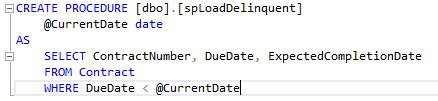 CREATE PROCEDURE [dbo].[spLoadDelinquent]
@CurrentDate date
AS
SELECT ContractNumber, DueDate, ExpectedCompletionDate
FROM Contract
WHERE DueDate < @CurrentDate